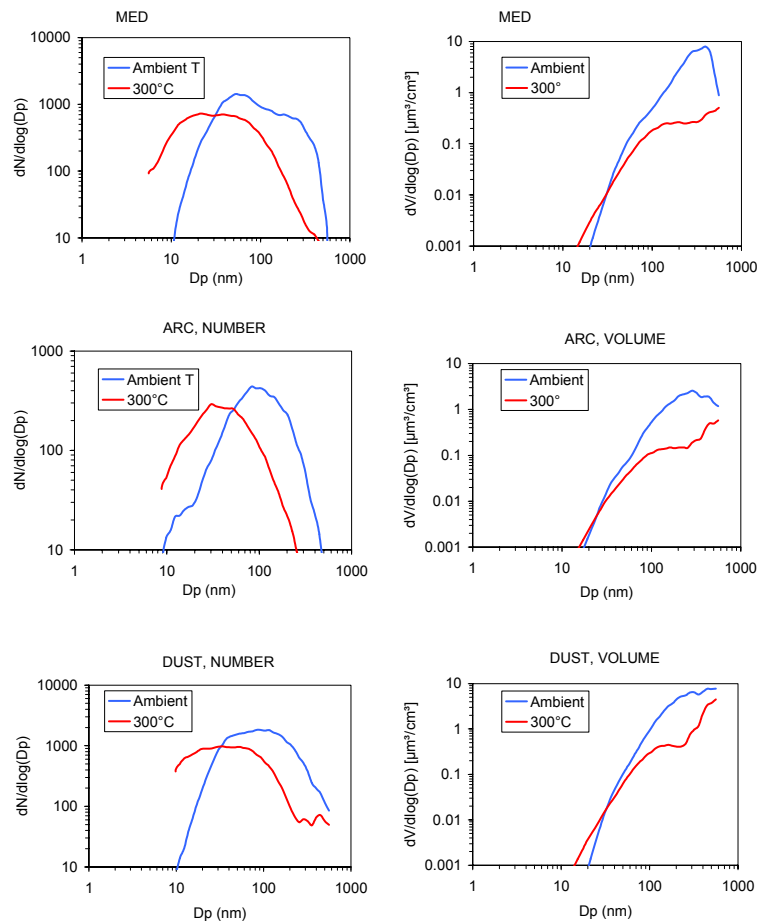 MED
10000
1000
100
10
dN/dlog(Dp)
Ambient T
300°C
1 10 100 1000
Dp (nm)
MED
10
1
0.1
0.01
0.001
dV/dlog(Dp) [µm³/cm³]
Ambient
300°
1 10 100 1000
Dp (nm)
ARC, NUMBER
1000
100
10
dN/dlog(Dp)
Ambient T
300°C
1 10 100 1000
Dp (nm)
ARC, VOLUME
10
1
0.1
0.01
0.001
dV/dlog(Dp) [µm³/cm³]
Ambient
300°
1 10 100 1000
Dp (nm)
DUST, NUMBER
10000
1000
100
10
dN/dlog(Dp)
Ambient
300°C
1 10 100 1000
Dp (nm)
DUST, VOLUME
10
1
0.1
0.01
0.001
dV/dlog(Dp) [µm³/cm³]
Ambient
300°C
1 10 100 1000
Dp (nm)